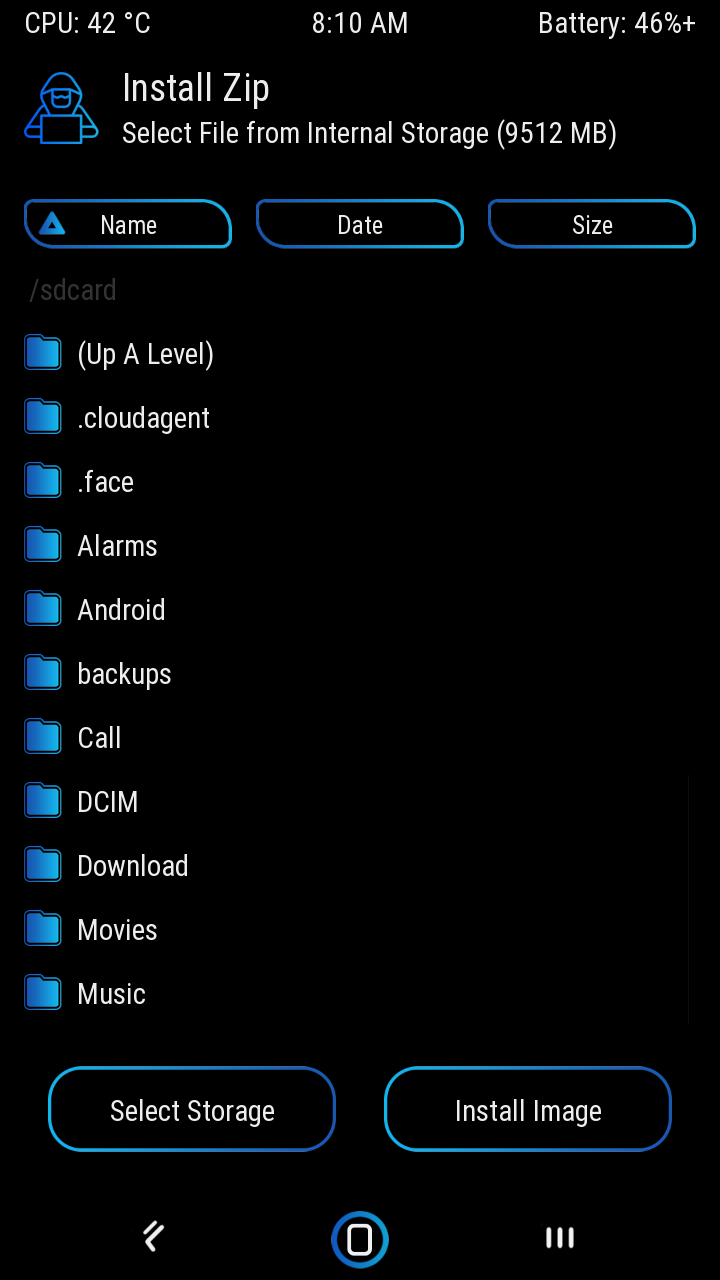 CPU: 42 °C 8:10 AM Battery: 46%+
Install Zip
Select File from Internal Storage (9512 MB)
Name Date Size
/sdcard
(Up A Level)
.cloudagent
.face
Alarms
Android
backups
Call
DCIM
Download
Movies
Music
Select Storage Install Image